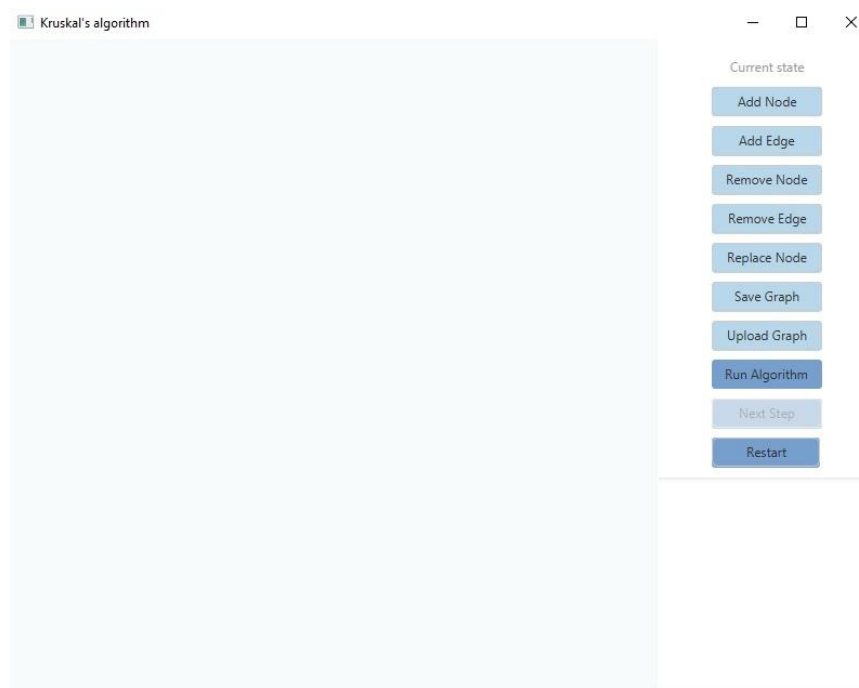 Kruskal's algorithm
Current state
Add Node
Add Edge
Remove Node
Remove Edge
Replace Node
Save Graph
Upload Graph
Run Algorithm
Next Step
Restart